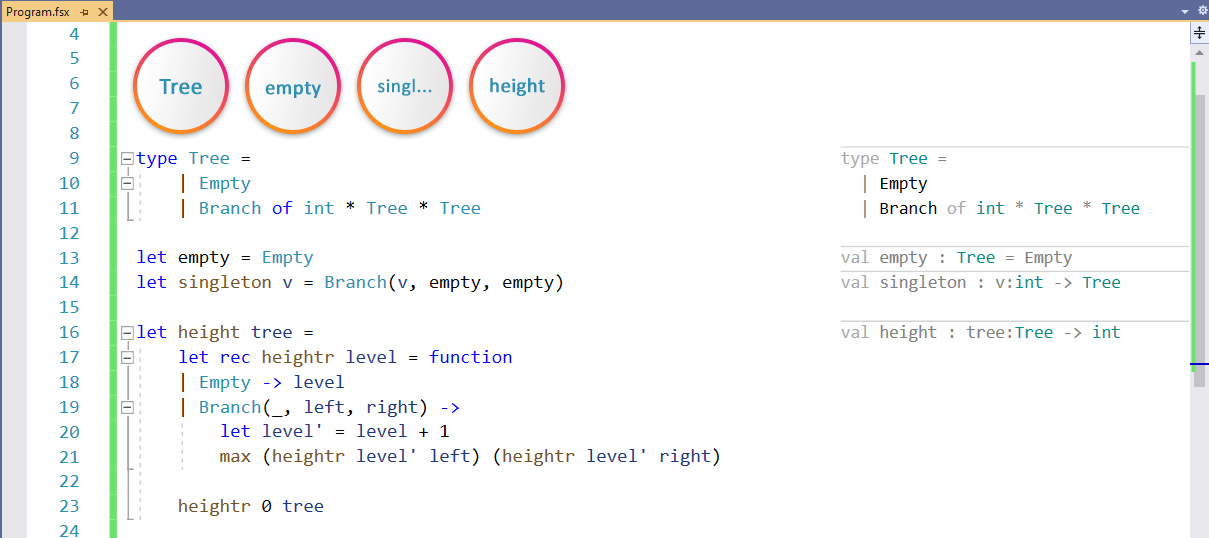 Program.fsx
4
5
6
7
8
Tree empty singl... height
9 type Tree = type Tree =
10 | Empty | Empty
11 | Branch of int * Tree * Tree | Branch of int * Tree * Tree
12
13 let empty = Empty val empty : Tree = Empty
14 let singleton v = Branch(v, empty, empty) val singleton : v:int -> Tree
15
16 let height tree = val height : tree:Tree -> int
17 let rec heightr level = function
18 | Empty -> level
19 | Branch(_, left, right) ->
20 let level' = level + 1
21 max (heightr level' left) (heightr level' right)
22
23 heightr 0 tree
24